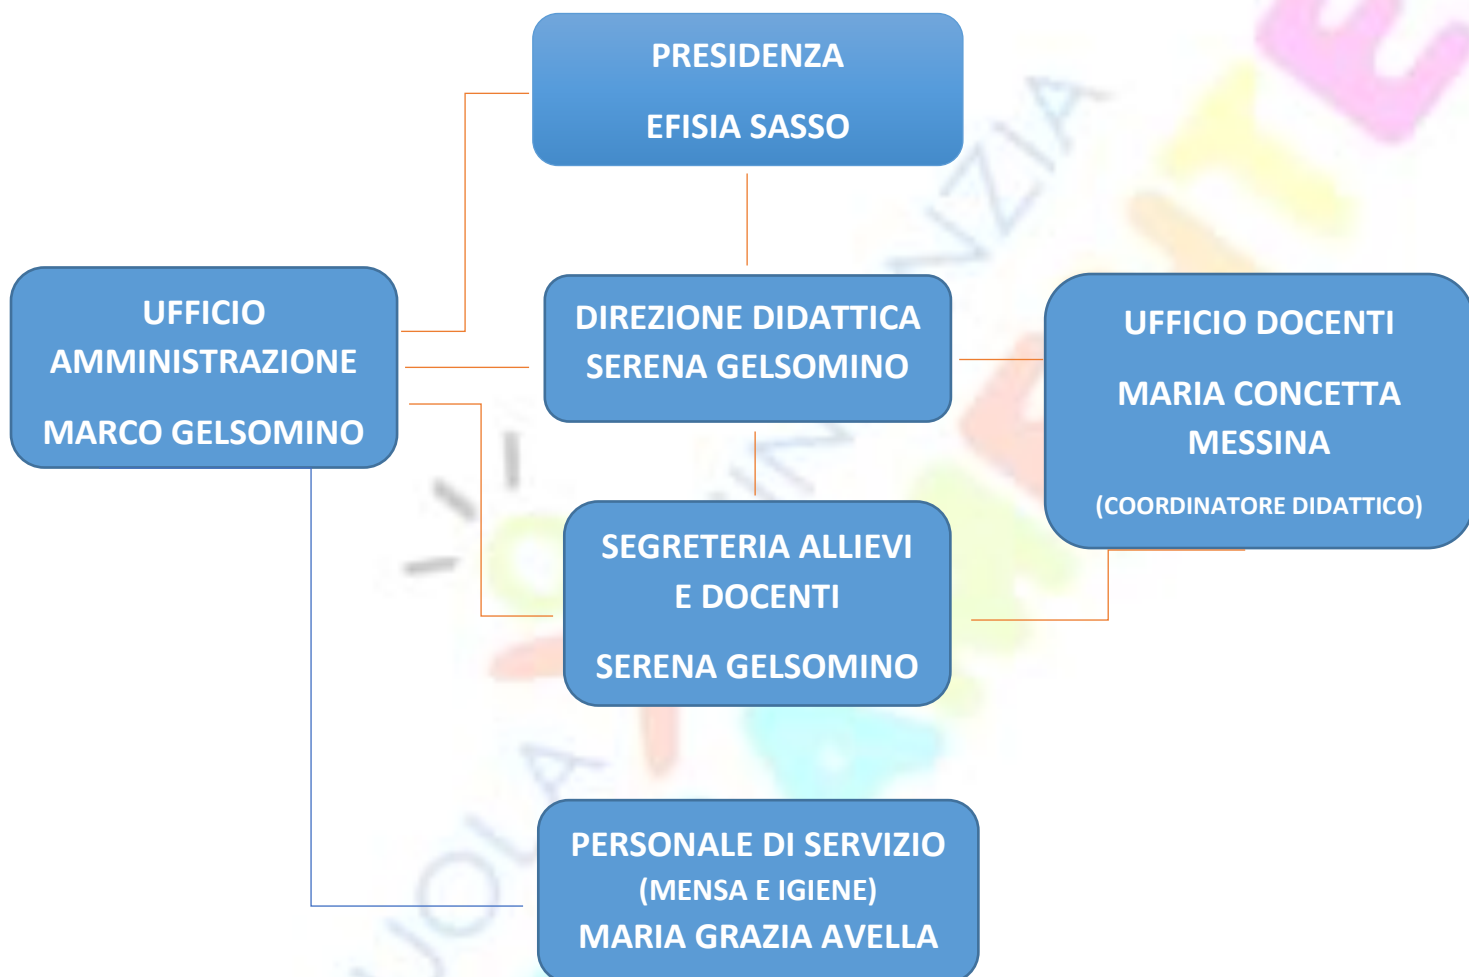 PRESIDENZA
EFISIA SASSO
UFFICIO
AMMINISTRAZIONE
MARCO GELSOMINO
DIREZIONE DIDATTICA
SERENA GELSOMINO
UFFICIO DOCENTI
MARIA CONCETTA
MESSINA
(COORDINATORE DIDATTICO)
SEGRETERIA ALLIEVI
E DOCENTI
SERENA GELSOMINO
PERSONALE DI SERVIZIO
(MENSA E IGIENE)
MARIA GRAZIA AVELLA